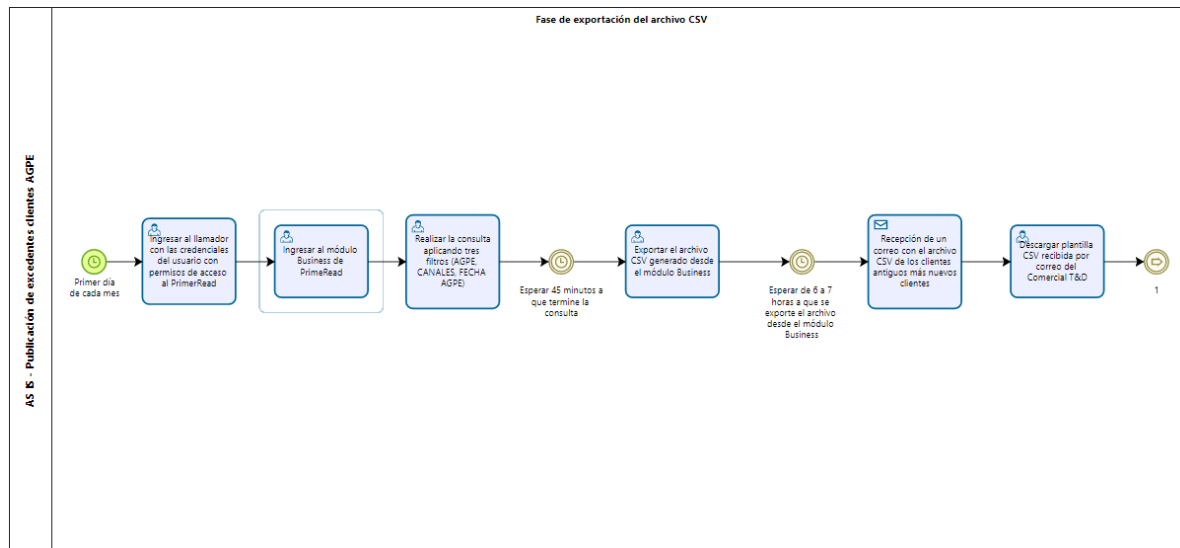 Fase de exportación del archivo CSV
AS IS - Publicación de excedentes clientes AGPE
Primer día
de cada mes
Ingresar al llamador
con las credenciales
del usuario con
permisos de acceso
al PrimerRead
Ingresar al módulo
Business de
PrimeRead
Realizar la consulta
aplicando tres
filtros (AGPE,
CANALES, FECHA
AGPE)
Esperar 45 minutos a
que termine la
consulta
Exportar el archivo
CSV generado desde
el módulo Business
Esperar de 6 a 7
horas a que se
exporte el archivo
desde el módulo
Business
Recepción de un
correo con el archivo
CSV de los clientes
antiguos más nuevos
clientes
Descargar plantilla
CSV recibida por
correo del
Comercial T&D
1